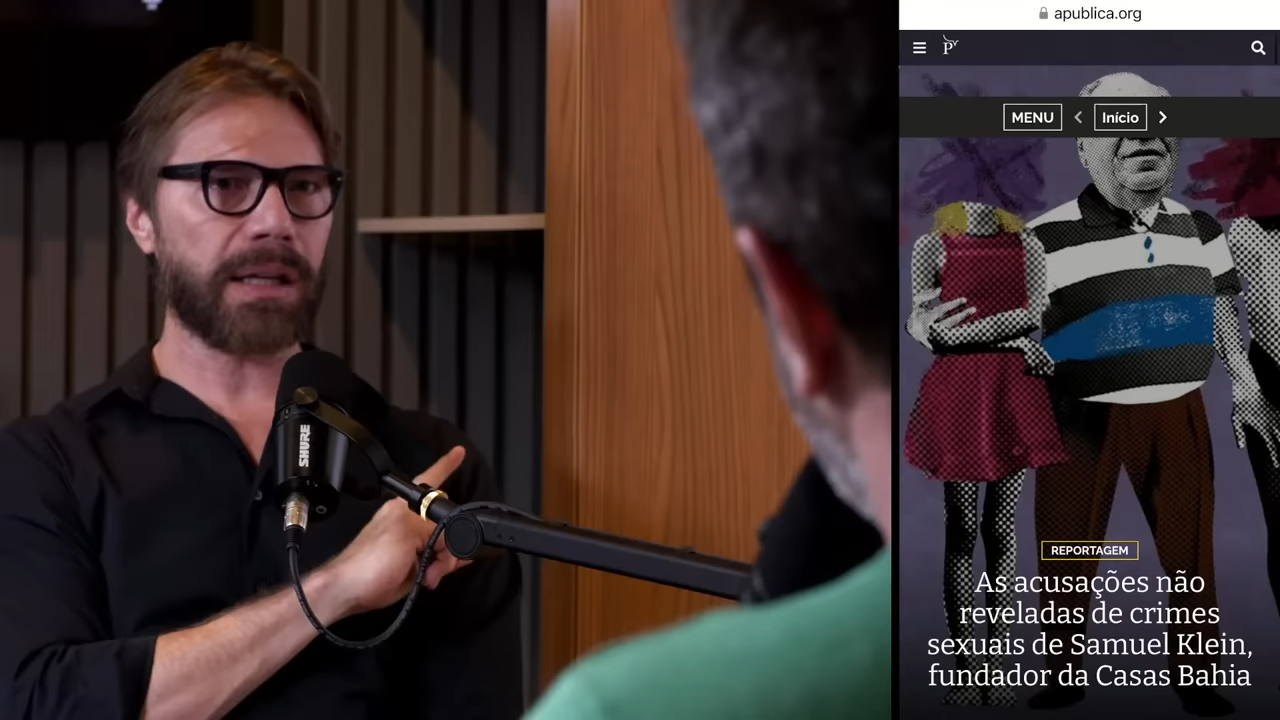 apublica.org
P
MENU
Início
SHURE
REPORTAGEM
As acusações não
reveladas de crimes
sexuais de Samuel Klein,
fundador da Casas Bahia